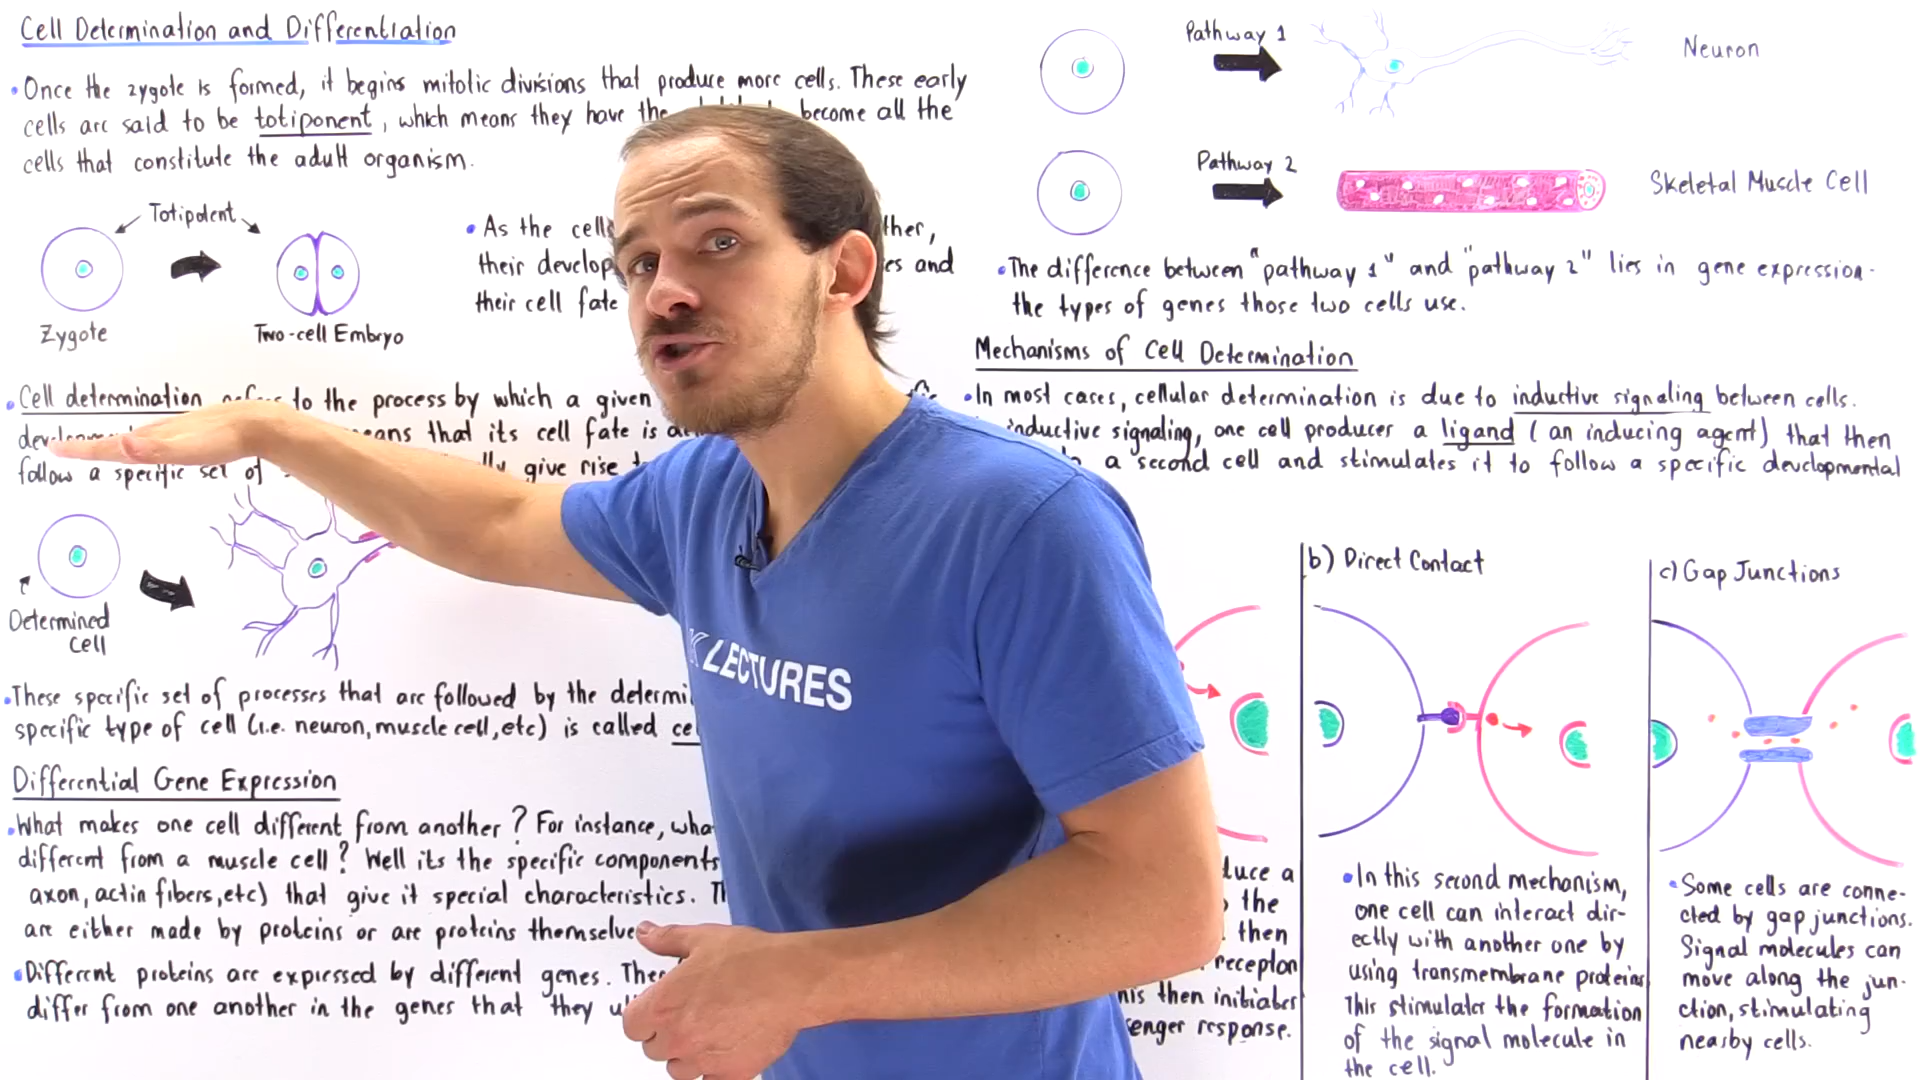 Cell Determination and Differentiation
• Once the zygote is formed, it begins mitotic divisions that produce more cells. These early
cells are said to be totiponent, which means they have the become all the
cells that constitute the adult organism.
Totipotent
Zygote
Two-cell Embryo
• As the cells ther,
their develop es and
their cell fate
• Cell determination refers to the process by which a given
means that its cell fate is
follow a specific set of give rise
Determined
Cell
• These specific set of processes that are followed by the
specific type of cell (i.e. neuron, muscle cell, etc) is called
Differential Gene Expression
• What makes one cell different from another? For instance,
different from a muscle cell? Well its the specific components
axon, actin fibers, etc) that give it special characteristics.
are either made by proteins or are proteins
• Different proteins are expressed by different genes.
differ from one another in the genes that they
LECTURES
Pathway 1
Neuron
Pathway 2
Skeletal Muscle Cell
• The difference between "pathway 1" and "pathway 2" lies in gene expression-
the types of genes those two cells use.
Mechanisms of Cell Determination
• In most cases, cellular determination is due to inductive signaling between cells.
inductive signaling, one cell produces a ligand (an inducing agent) that then
a second cell and stimulates it to follow a specific developmental
duce a
the
then
receptor
this then initiates
enger response.
b) Direct Contact
• In this second mechanism,
one cell can interact dir-
ectly with another one by
using transmembrane proteins
This stimulates the formation
of the signal molecule in
the cell.
c) Gap Junctions
• Some cells are conne-
cted by gap junctions.
Signal molecules can
move along the jun-
ction, stimulating
nearby cells.